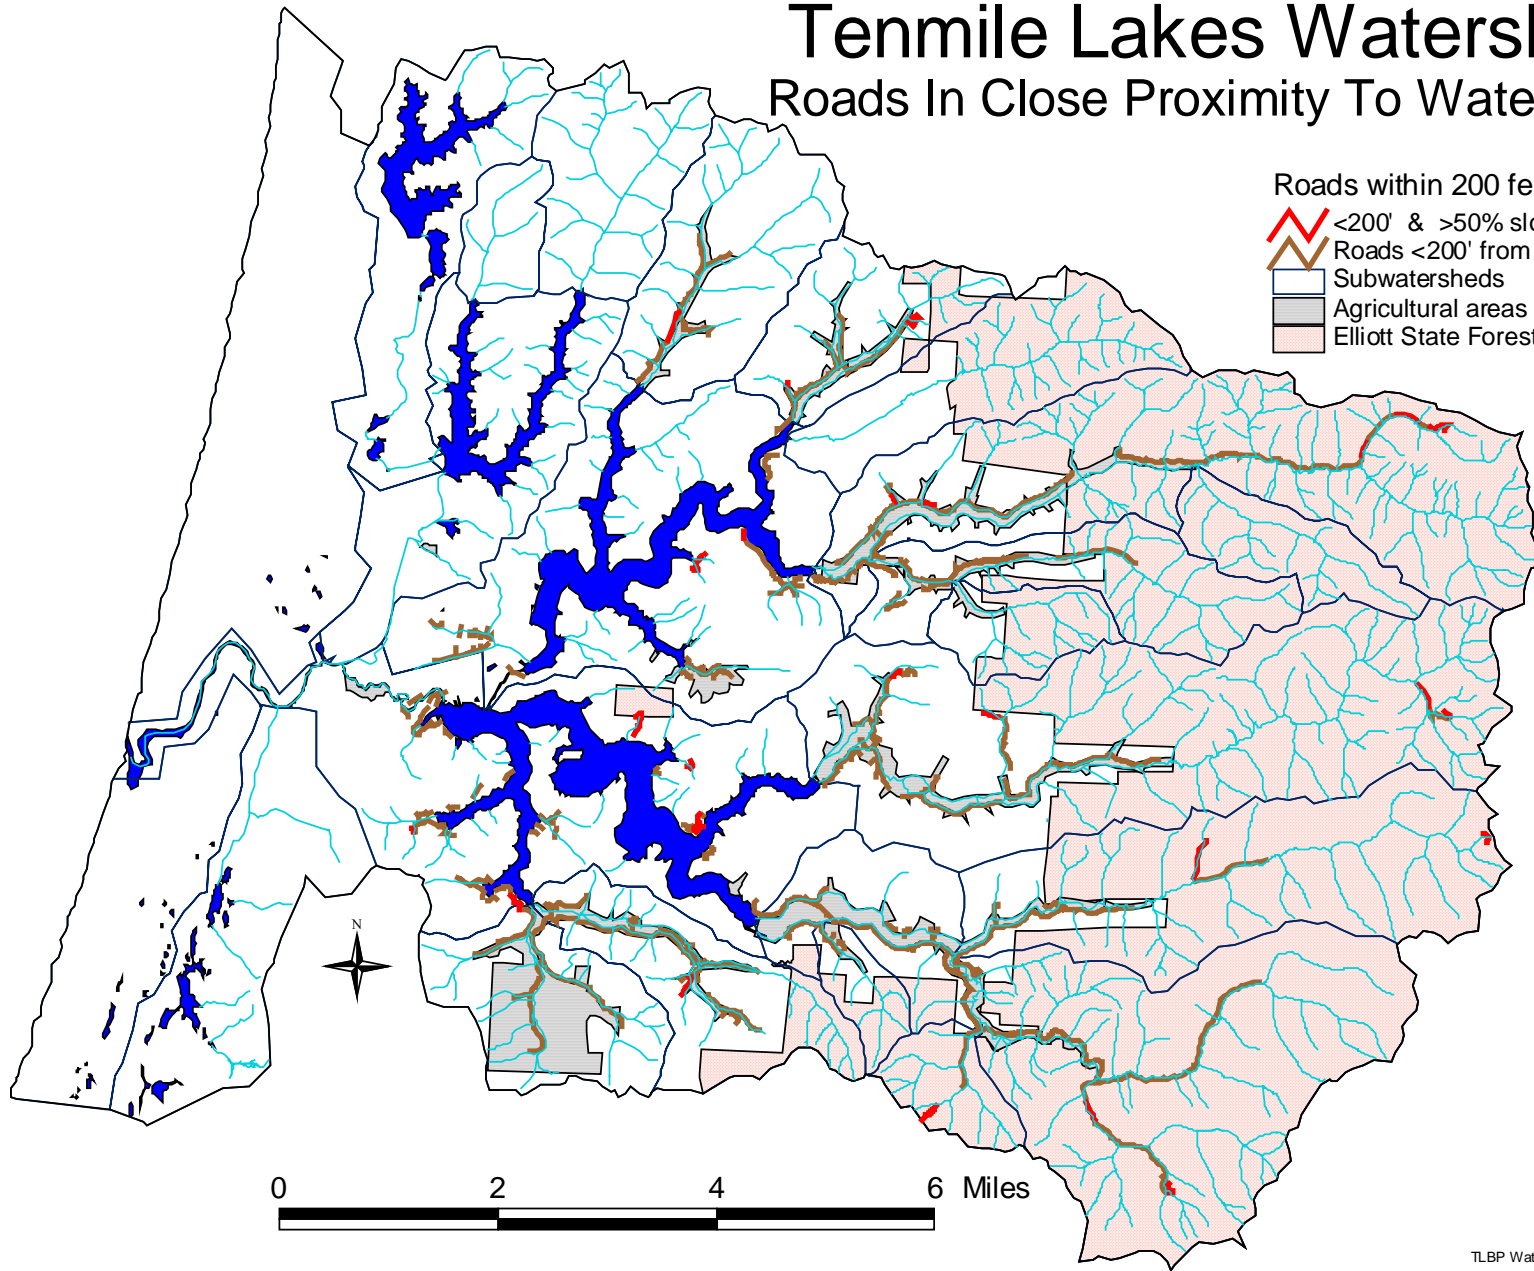 Tenmile Lakes Watersh
Roads In Close Proximity To Wate
Roads within 200 fe
<200' & >50% slo
Roads <200' from
Subwatersheds
Agricultural areas
Elliott State Forest
N
0 2 4 6 Miles
TLBP Wat